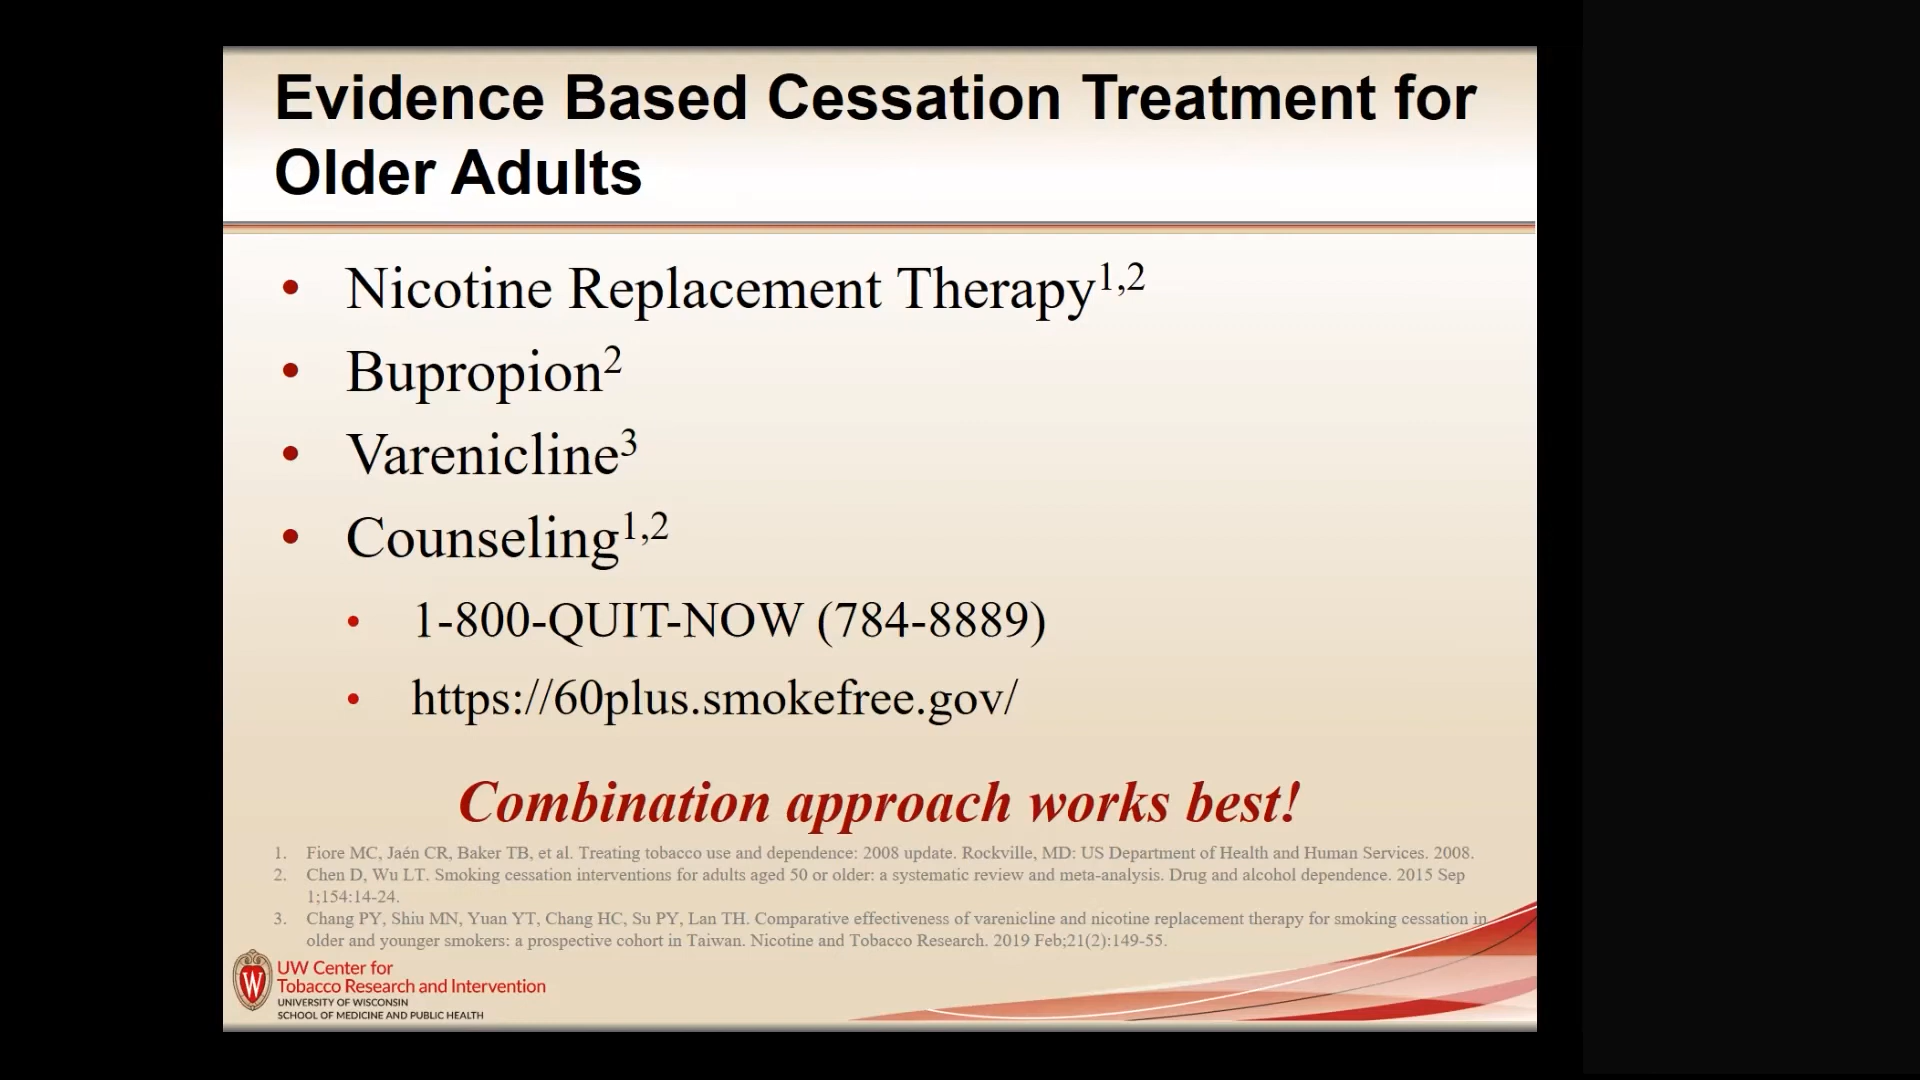 Evidence Based Cessation Treatment for
Older Adults
• Nicotine Replacement Therapy1,2
• Bupropion2
• Varenicline3
• Counseling1,2
• 1-800-QUIT-NOW (784-8889)
• https://60plus.smokefree.gov/
Combination approach works best!
1. Fiore MC, Jaén CR, Baker TB, et al. Treating tobacco use and dependence: 2008 update. Rockville, MD: US Department of Health and Human Services. 2008.
2. Chen D, Wu LT. Smoking cessation interventions for adults aged 50 or older: a systematic review and meta-analysis. Drug and alcohol dependence. 2015 Sep
1;154:14-24.
3. Chang PY, Shiu MN, Yuan YT, Chang HC, Su PY, Lan TH. Comparative effectiveness of varenicline and nicotine replacement therapy for smoking cessation in
older and younger smokers: a prospective cohort in Taiwan. Nicotine and Tobacco Research. 2019 Feb;21(2):149-55.
W
UW Center for
Tobacco Research and Intervention
UNIVERSITY OF WISCONSIN
SCHOOL OF MEDICINE AND PUBLIC HEALTH